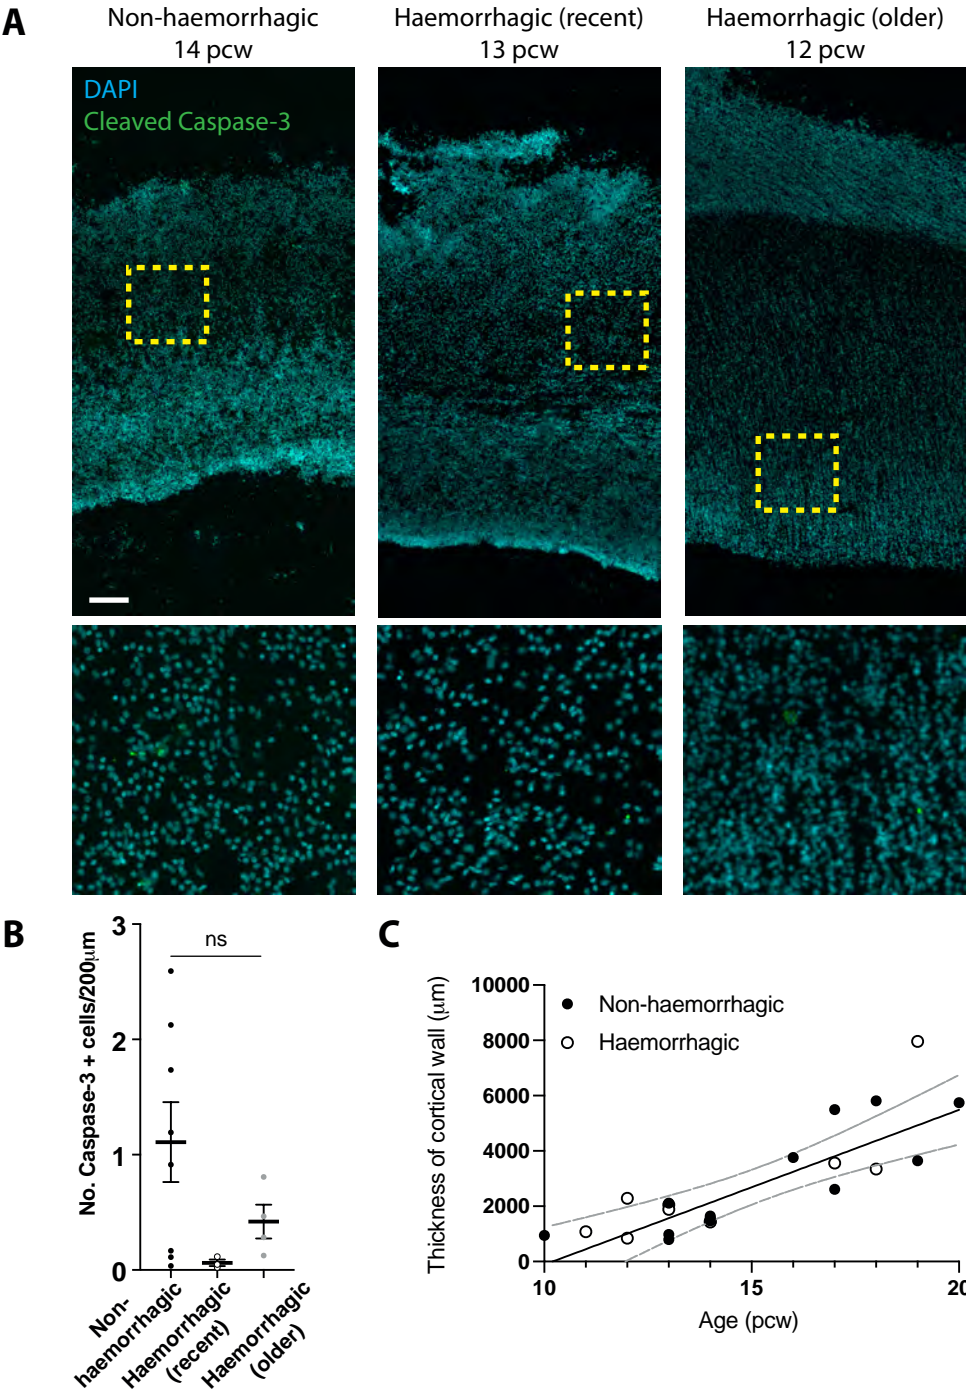 A
Non-haemorrhagic
14 pcw
Haemorrhagic (recent)
13 pcw
Haemorrhagic (older)
12 pcw
DAPI
Cleaved Caspase-3
B
No. Caspase-3 + cells/200μm
3
2
1
0
ns
Non-
haemorrhagic
Haemorrhagic
(recent)
Haemorrhagic
(older)
C
Thickness of cortical wall (μm)
10000
8000
6000
4000
2000
0
Non-haemorrhagic
Haemorrhagic
10
15
20
Age (pcw)